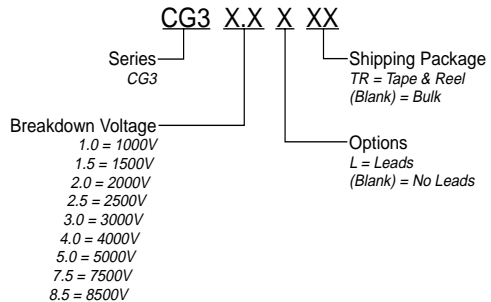 CG3 X.X X XX
Series
CG3
Shipping Package
TR = Tape & Reel
(Blank) = Bulk
Breakdown Voltage
1.0 = 1000V
1.5 = 1500V
2.0 = 2000V
2.5 = 2500V
3.0 = 3000V
4.0 = 4000V
5.0 = 5000V
7.5 = 7500V
8.5 = 8500V
Options
L = Leads
(Blank) = No Leads